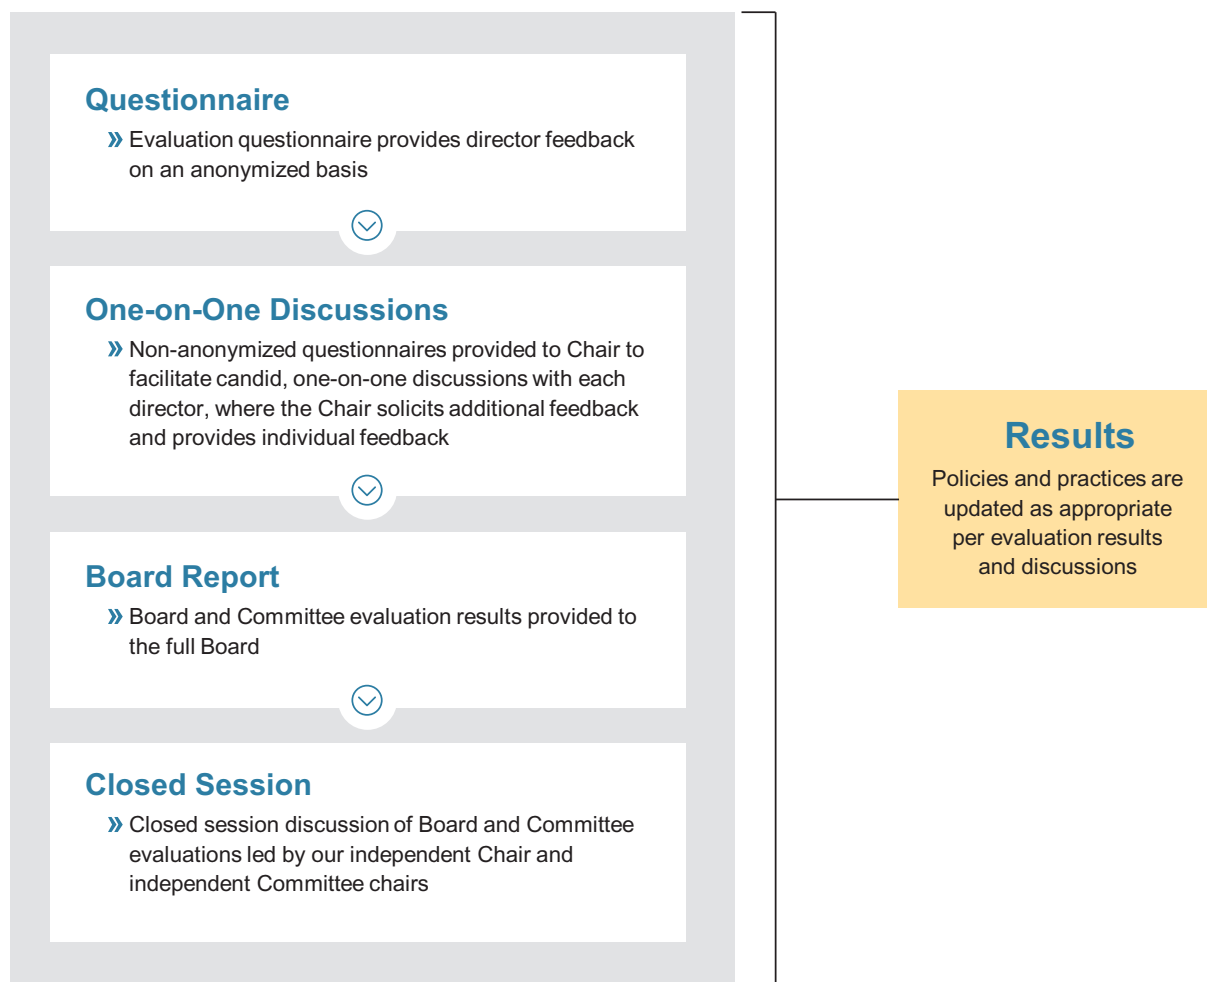 Questionnaire
Evaluation questionnaire provides director feedback
on an anonymized basis
One-on-One Discussions
Non-anonymized questionnaires provided to Chair to
facilitate candid, one-on-one discussions with each
director, where the Chair solicits additional feedback
and provides individual feedback
Board Report
Board and Committee evaluation results provided to
the full Board
Closed Session
Closed session discussion of Board and Committee
evaluations led by our independent Chair and
independent Committee chairs
Results
Policies and practices are
updated as appropriate
per evaluation results
and discussions